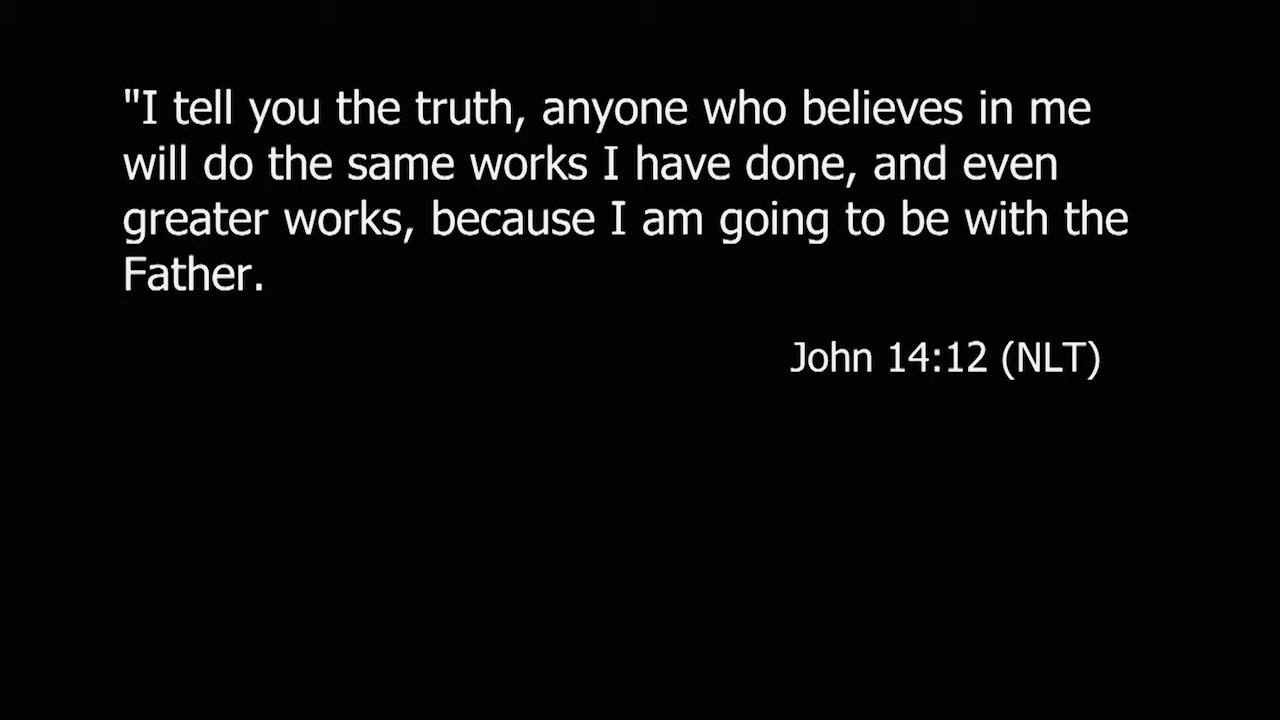 "I tell you the truth, anyone who believes in me
will do the same works I have done, and even
greater works, because I am going to be with the
Father.
John 14:12 (NLT)